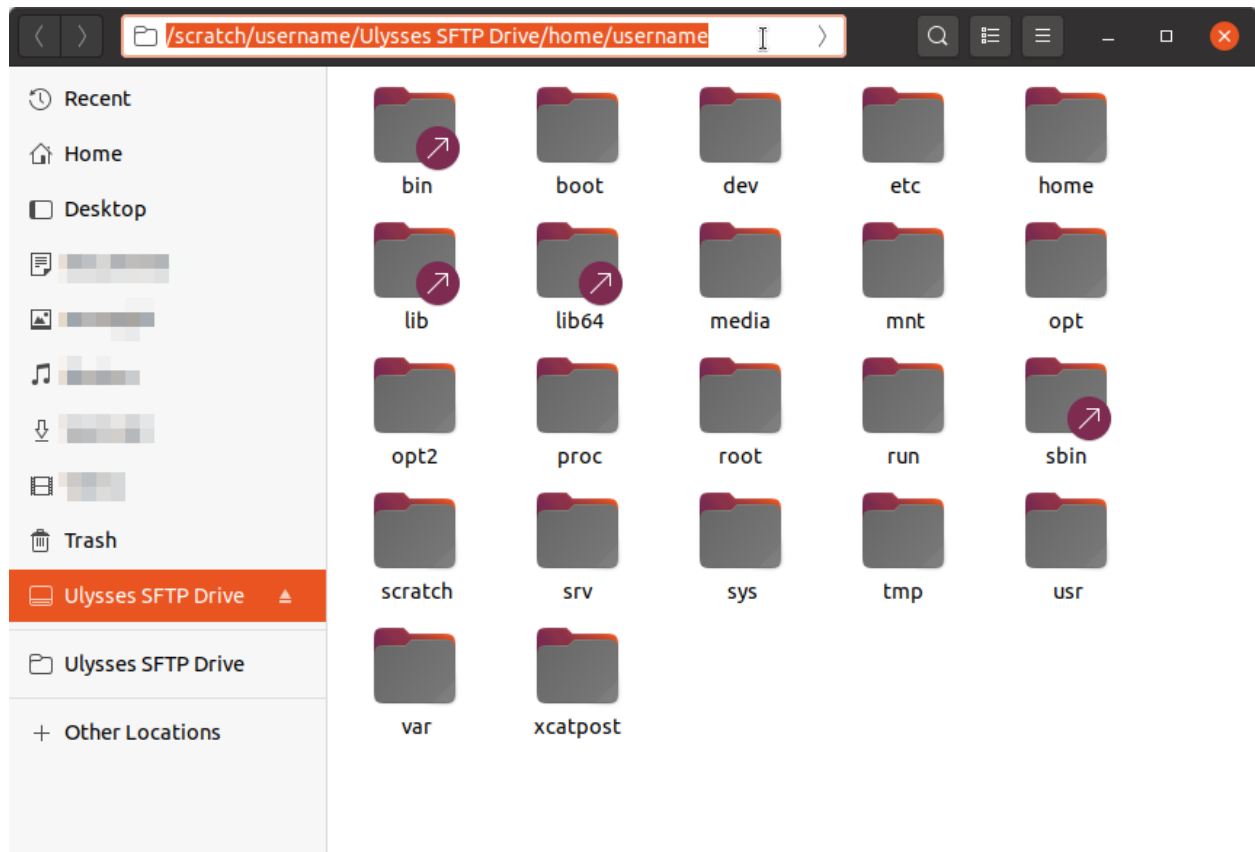 /scratch/username/Ulysses SFTP Drive/home/username
Recent
Home
Desktop
Trash
Ulysses SFTP Drive
Ulysses SFTP Drive
Other Locations
bin boot dev etc home
lib lib64 media mnt opt
opt2 proc root run sbin
scratch srv sys tmp usr
var xcatpost